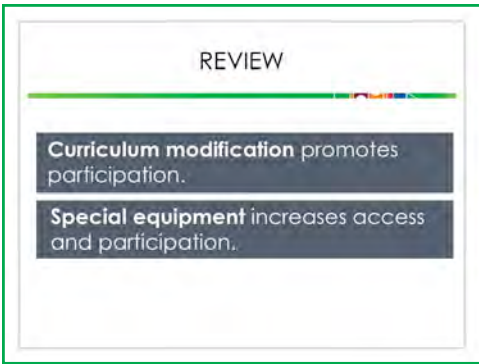 REVIEW
Curriculum modification promotes
participation.
Special equipment increases access
and participation.